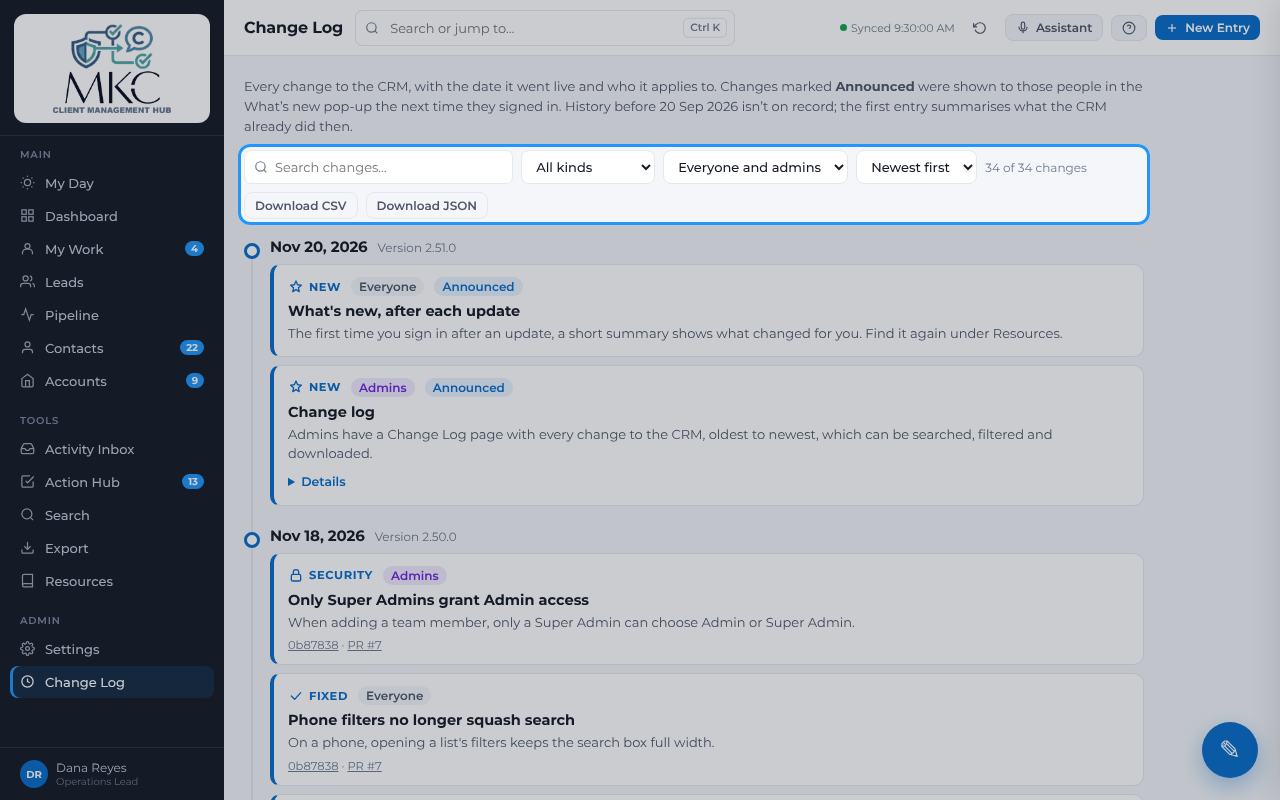 MKC
CLIENT MANAGEMENT HUB
MAIN
My Day
Dashboard
My Work 4
Leads
Pipeline
Contacts 22
Accounts 9
TOOLS
Activity Inbox
Action Hub 13
Search
Export
Resources
ADMIN
Settings
Change Log
DR Dana Reyes
Operations Lead
Change Log Search or jump to... Ctrl K Synced 9:30:00 AM Assistant New Entry
Every change to the CRM, with the date it went live and who it applies to. Changes marked Announced were shown to those people in the
What's new pop-up the next time they signed in. History before 20 Sep 2026 isn't on record; the first entry summarises what the CRM
already did then.
Search changes... All kinds Everyone and admins Newest first 34 of 34 changes
Download CSV Download JSON
Nov 20, 2026 Version 2.51.0
NEW Everyone Announced
What's new, after each update
The first time you sign in after an update, a short summary shows what changed for you. Find it again under Resources.
NEW Admins Announced
Change log
Admins have a Change Log page with every change to the CRM, oldest to newest, which can be searched, filtered and
downloaded.
Details
Nov 18, 2026 Version 2.50.0
SECURITY Admins
Only Super Admins grant Admin access
When adding a team member, only a Super Admin can choose Admin or Super Admin.
0b87838 · PR #7
FIXED Everyone
Phone filters no longer squash search
On a phone, opening a list's filters keeps the search box full width.
0b87838 · PR #7